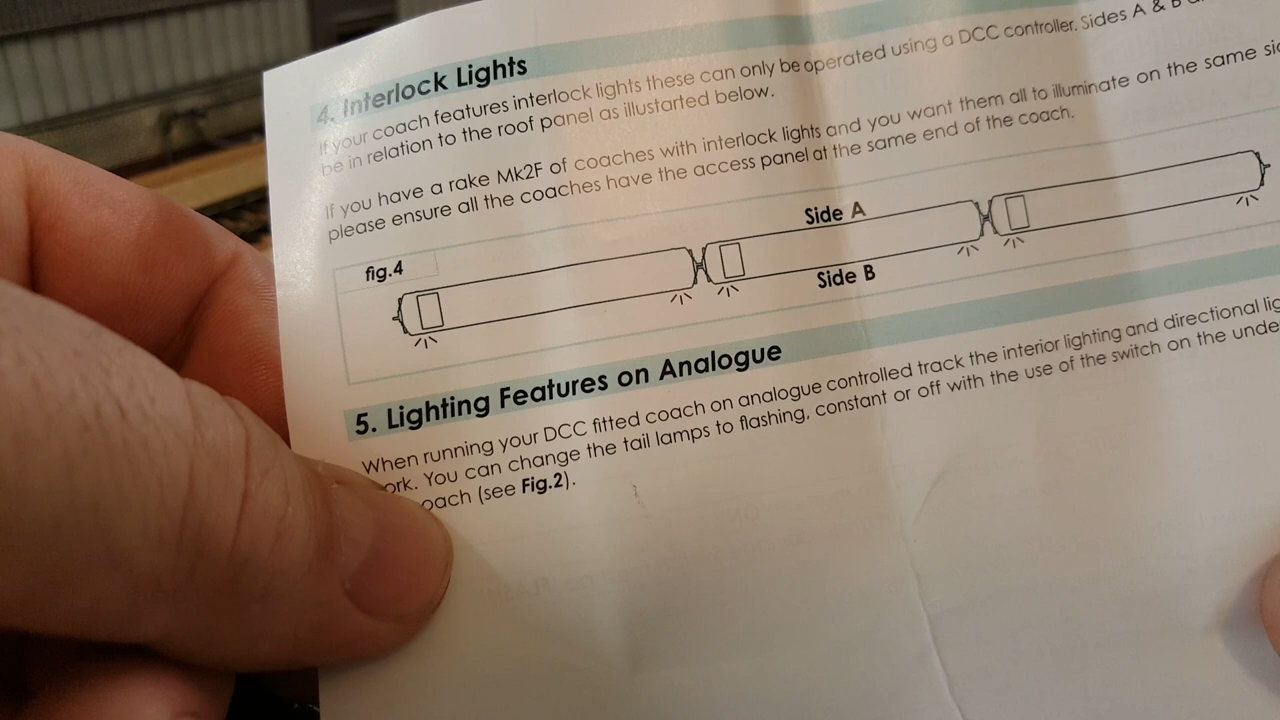 4. Interlock Lights
If your coach features interlock lights these can only be operated using a DCC controller. Sides A & B
be in relation to the roof panel as illustarted below.
If you have a rake Mk2F of coaches with interlock lights and you want them all to illuminate on the same
please ensure all the coaches have the access panel at the same end of the coach.
fig.4
Side A
Side B
5. Lighting Features on Analogue
When running your DCC fitted coach on analogue controlled track the interior lighting and directional
ork. You can change the tail lamps to flashing, constant or off with the use of the switch on the
oach (see Fig.2).